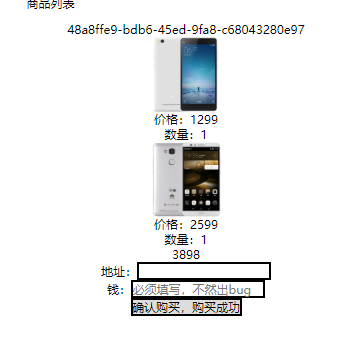 商品列表
48a8ffe9-bdb6-45ed-9fa8-c68043280e97
价格：1299
数量：1
价格：2599
数量：1
3898
地址：
钱：必须填写，不然出bug
确认购买，购买成功